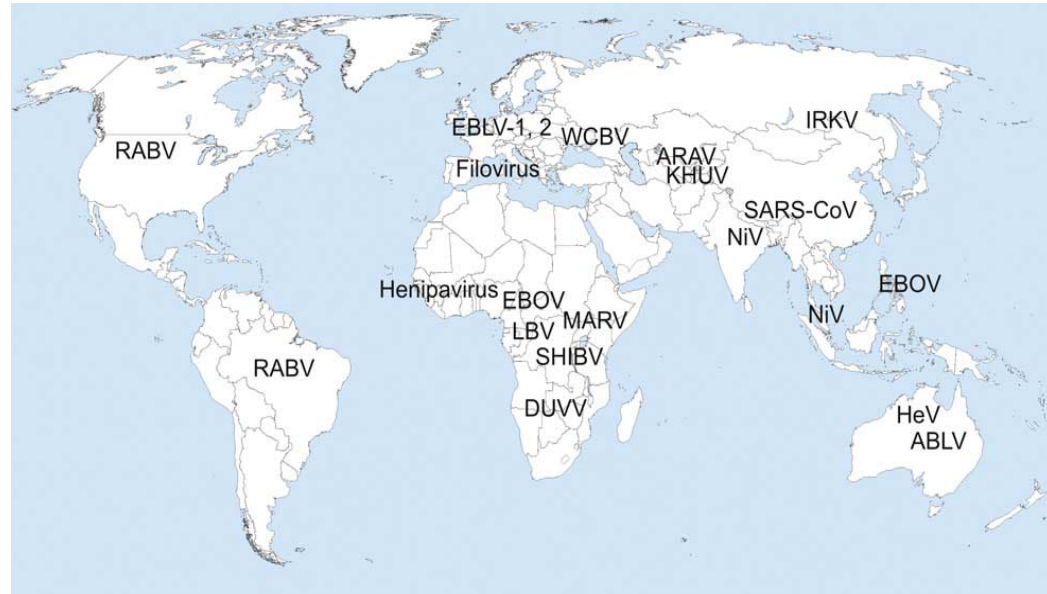 IRKV
EBLV-1, 2
WCBV
RABV
ARAV
Filovirus
KHUV
SARS-CoV
NiV
Henipavirus
EBOV
EBOV
NiV
MARV
LBV
SHIBV
RABV
DUVV
HeV
ABLV